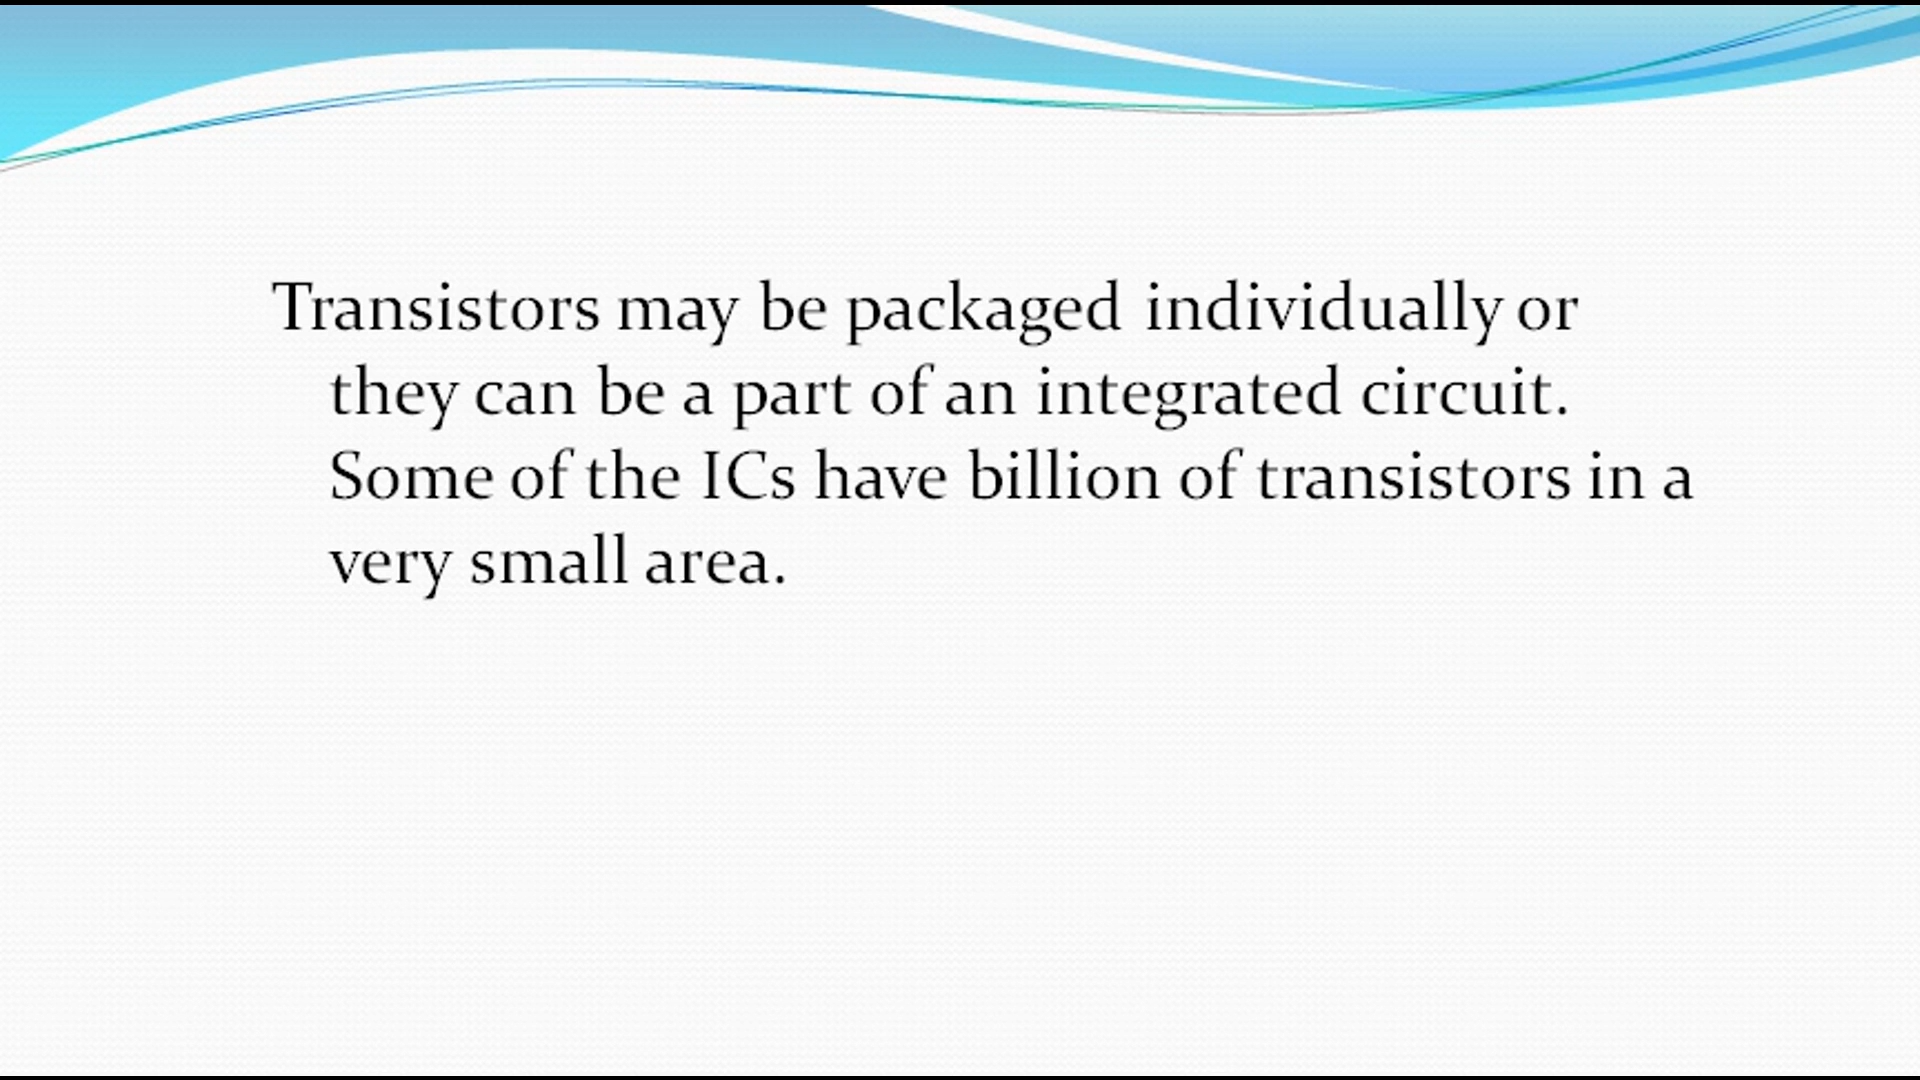 Transistors may be packaged individually or
they can be a part of an integrated circuit.
Some of the ICs have billion of transistors in a
very small area.